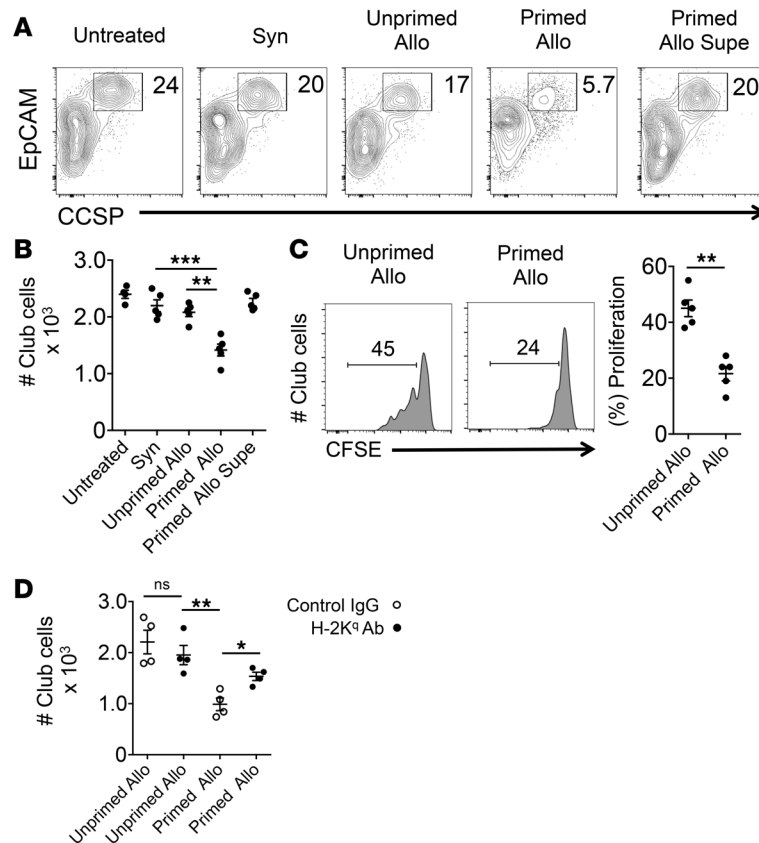 A
Untreated
Syn
Unprimed
Allo
Primed
Allo
Primed
Allo Supe
24
20
17
5.7
20
EpCAM
CCSP
B
# Club cells
x 10³
3.0
2.0
1.0
0
***
**
Untreated
Syn
Unprimed Allo
Primed Allo
Primed Allo Supe
C
Unprimed
Allo
Primed
Allo
# Club cells
45
24
CFSE
(%) Proliferation
60
40
20
0
**
Unprimed Allo
Primed Allo
D
# Club cells
x 10³
3.0
2.0
1.0
0
ns
**
*
Unprimed Allo
Unprimed Allo
Primed Allo
Primed Allo
Control IgG
H-2Kᑫ Ab